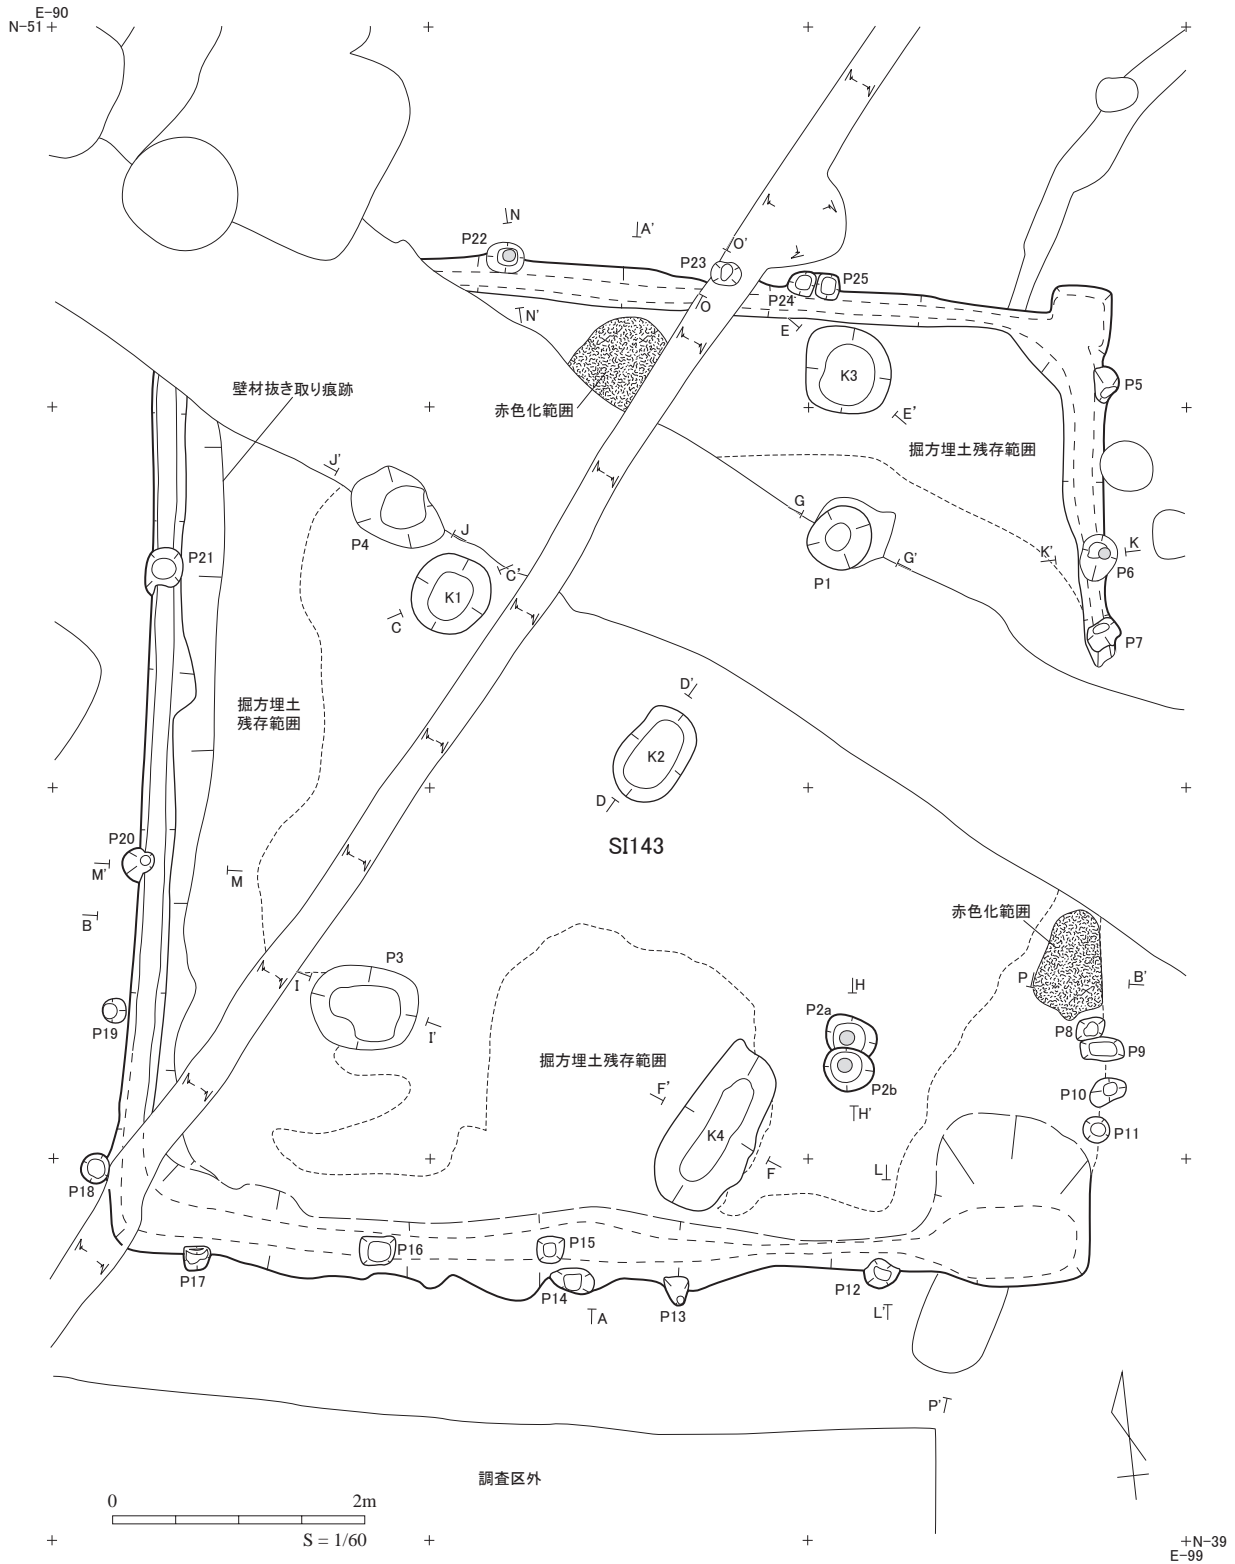 E-90
N-51
N
A'
P22
O'
P23
P25
P24
O
N'
E
K3
P5
壁材抜き取り痕跡
赤色化範囲
E'
掘方埋土残存範囲
J'
G
J
P4
P21
C'
K1
G'
K'
K
P1
P6
C
P7
D'
掘方埋土
残存範囲
K2
D
P20
SI143
M'
M
B
赤色化範囲
P3
P
B'
I
H
P2a
P19
I'
P8
P9
掘方埋土残存範囲
F'
P2b
P10
H'
K4
P11
F
L
P18
P16
P15
P17
P14
P12
A
P13
L'
P'
調査区外
0
2m
S = 1/60
N-39
E-99